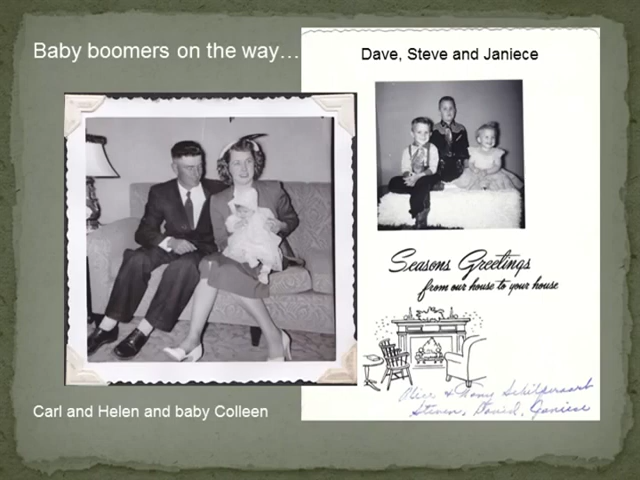 Baby boomers on the way…
Dave, Steve and Janiece
Seasons Greetings
from our house to your house
Steven, David, Janiese
Carl and Helen and baby Colleen